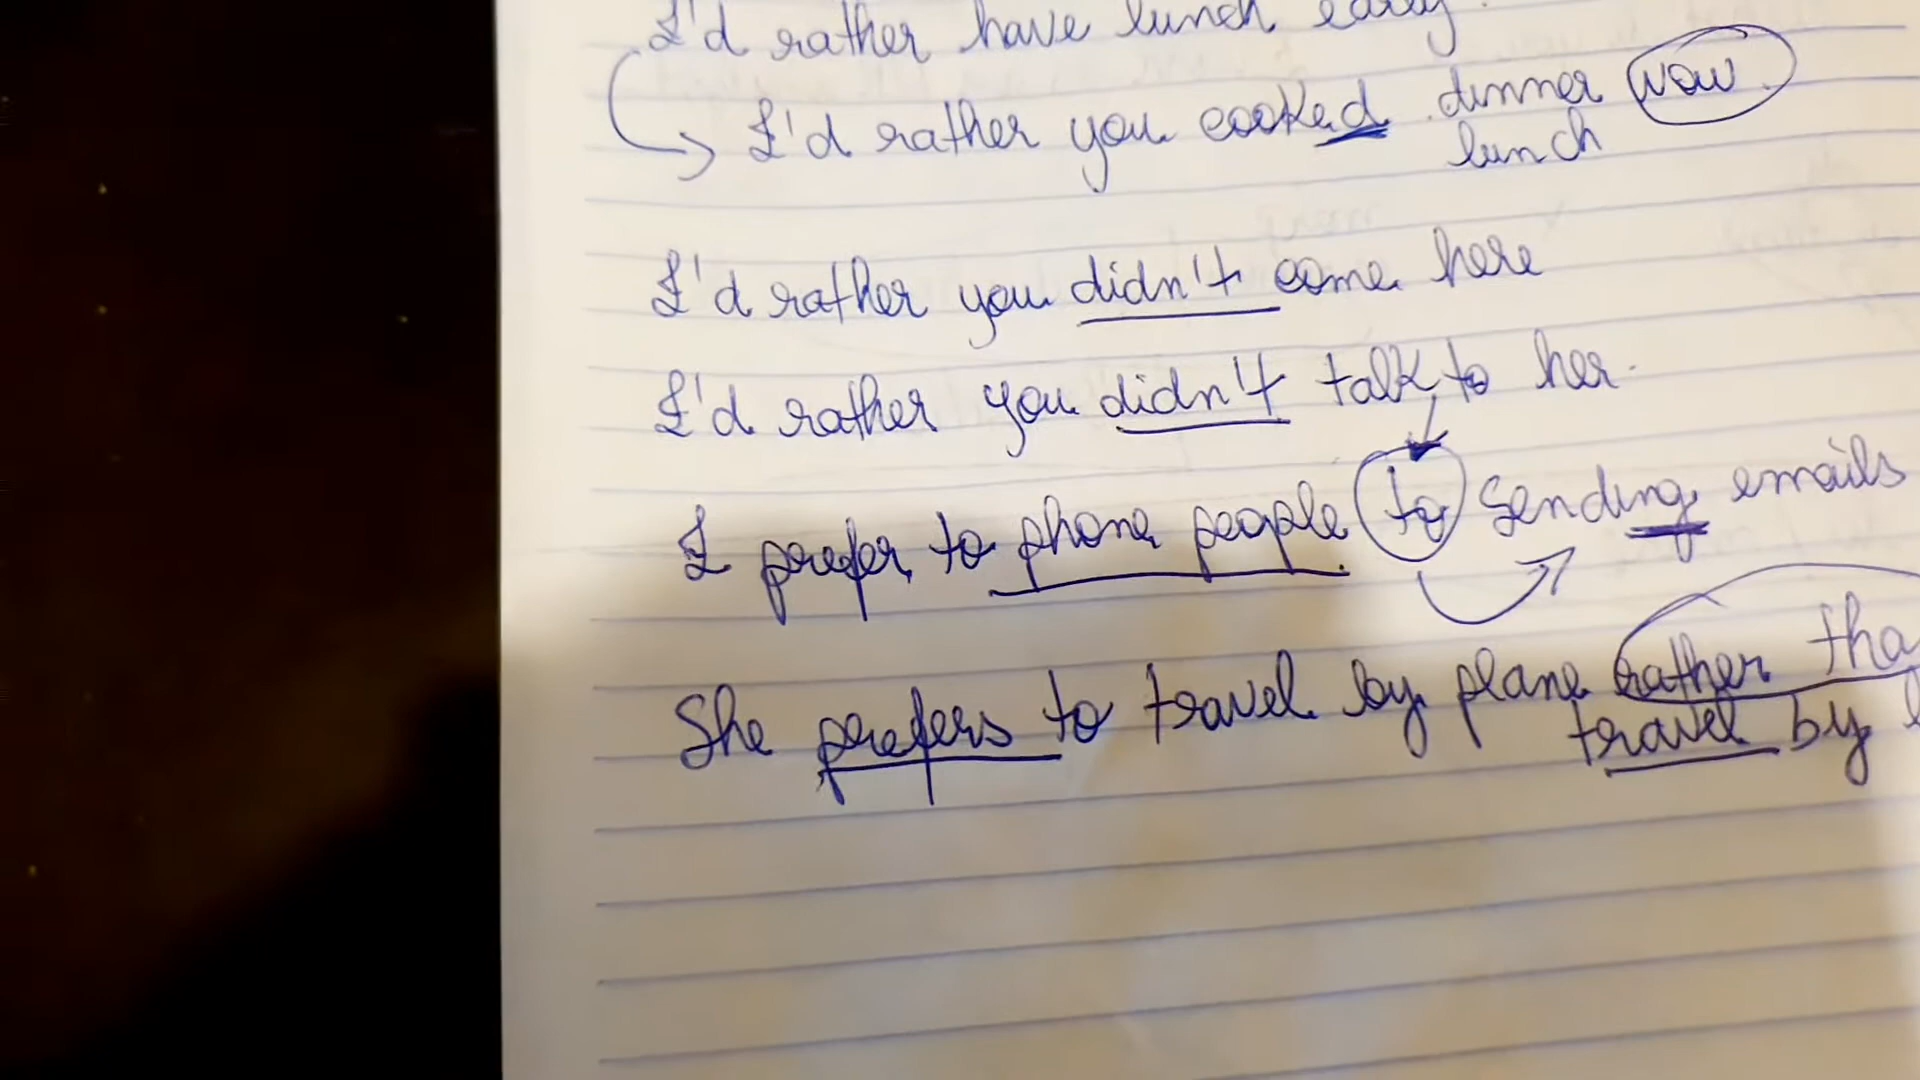 I'd rather have lunch early.
I'd rather you cooked dinner now.
lunch
I'd rather you didn't come here
I'd rather you didn't talk to her.
I prefer to phone people to sending emails
She prefers to travel by plane rather tha
travel by